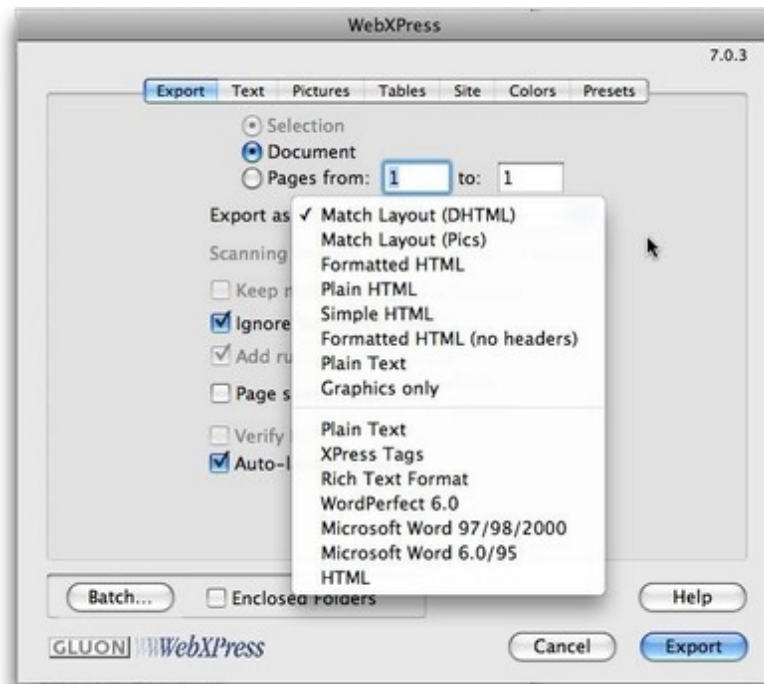 WebXPress
7.0.3
Export Text Pictures Tables Site Colors Presets
Selection
Document
Pages from: 1 to: 1
Export as ✓ Match Layout (DHTML)
Match Layout (Pics)
Scanning
Formatted HTML
Keep
Plain HTML
Simple HTML
Ignore
Formatted HTML (no headers)
Add
Plain Text
Page
Graphics only
Plain Text
Verify
XPress Tags
Rich Text Format
WordPerfect 6.0
Microsoft Word 97/98/2000
Microsoft Word 6.0/95
HTML
Batch... Enclosed Folders Help
GLUON WebXPress Cancel Export